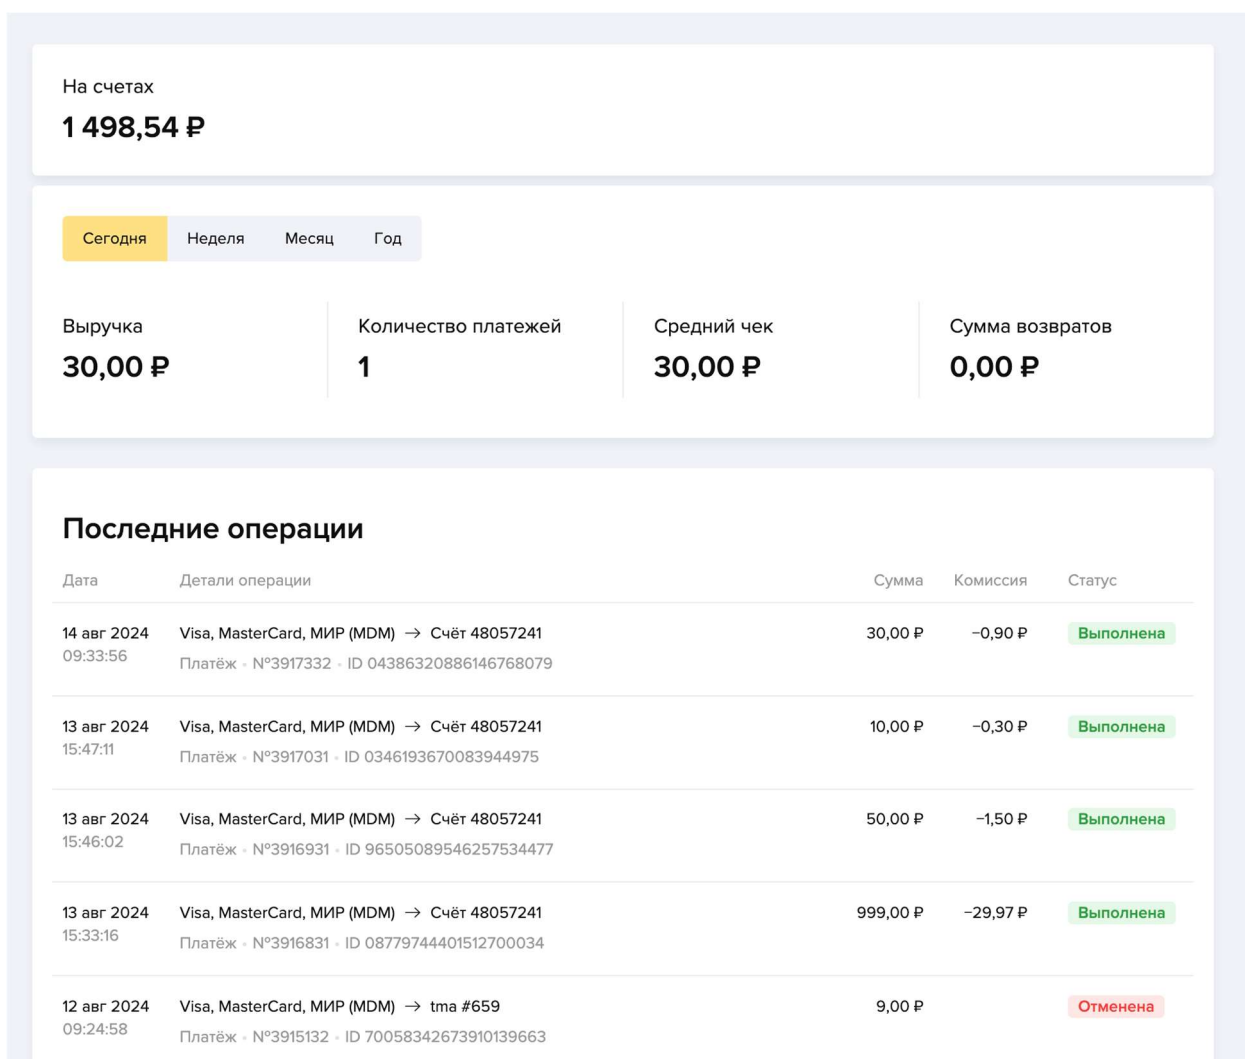 На счетах
1 498,54 ₽
Сегодня Неделя Месяц Год
Выручка Количество платежей Средний чек Сумма возвратов
30,00 ₽ 1 30,00 ₽ 0,00 ₽
Последние операции
Дата Детали операции Сумма Комиссия Статус
14 авг 2024 Visa, MasterCard, МИР (MDM) → Счёт 48057241 30,00 ₽ −0,90 ₽ Выполнена
09:33:56 Платёж • №3917332 • ID 04386320886146768079
13 авг 2024 Visa, MasterCard, МИР (MDM) → Счёт 48057241 10,00 ₽ −0,30 ₽ Выполнена
15:47:11 Платёж • №3917031 • ID 0346193670083944975
13 авг 2024 Visa, MasterCard, МИР (MDM) → Счёт 48057241 50,00 ₽ −1,50 ₽ Выполнена
15:46:02 Платёж • №3916931 • ID 96505089546257534477
13 авг 2024 Visa, MasterCard, МИР (MDM) → Счёт 48057241 999,00 ₽ −29,97 ₽ Выполнена
15:33:16 Платёж • №3916831 • ID 08779744401512700034
12 авг 2024 Visa, MasterCard, МИР (MDM) → tma #659 9,00 ₽ Отменена
09:24:58 Платёж • №3915132 • ID 70058342673910139663